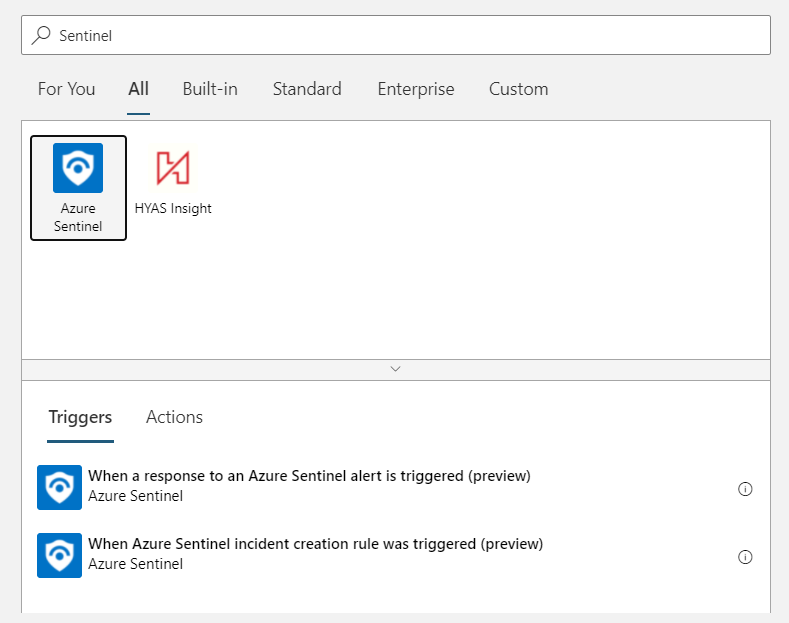 Sentinel
For You
All
Built-in
Standard
Enterprise
Custom
Azure
Sentinel
HYAS Insight
Triggers
Actions
When a response to an Azure Sentinel alert is triggered (preview)
Azure Sentinel
When Azure Sentinel incident creation rule was triggered (preview)
Azure Sentinel